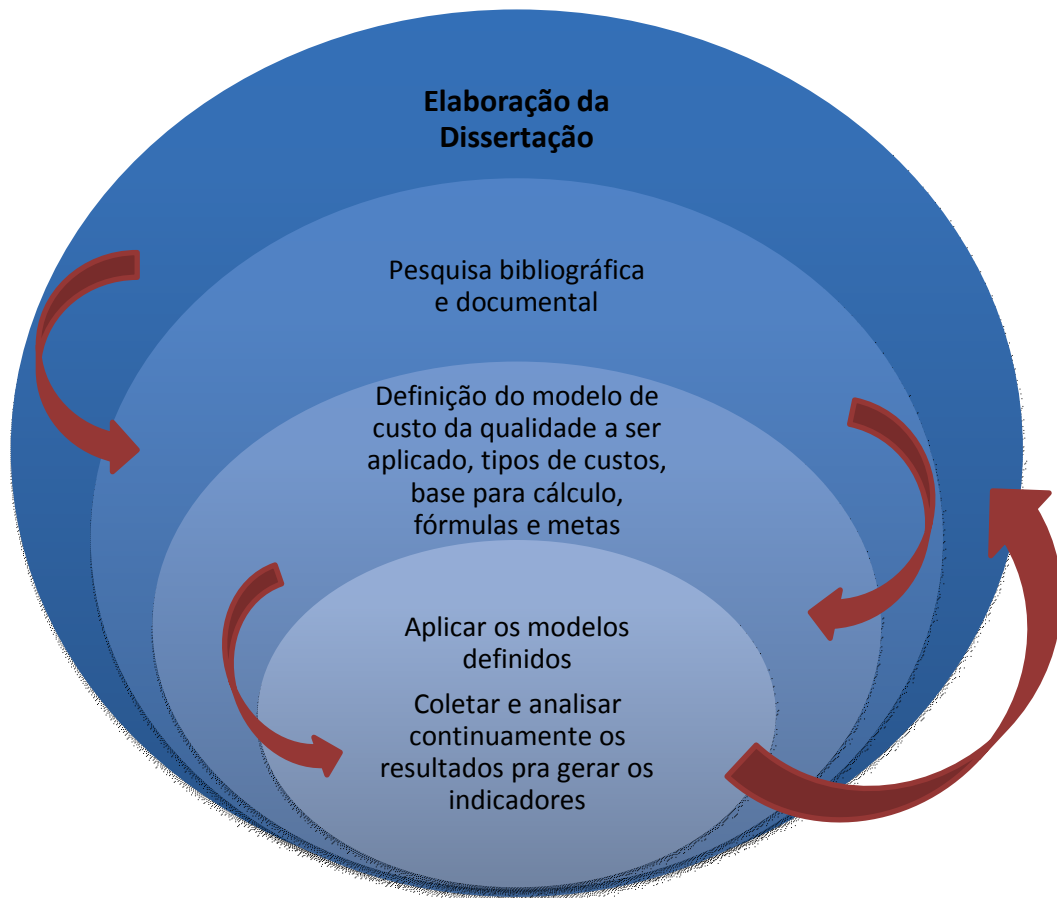 Elaboração da
Dissertação
Pesquisa bibliográfica
e documental
Definição do modelo de
custo da qualidade a ser
aplicado, tipos de custos,
base para cálculo,
fórmulas e metas
Aplicar os modelos
definidos
Coletar e analisar
continuamente os
resultados pra gerar os
indicadores